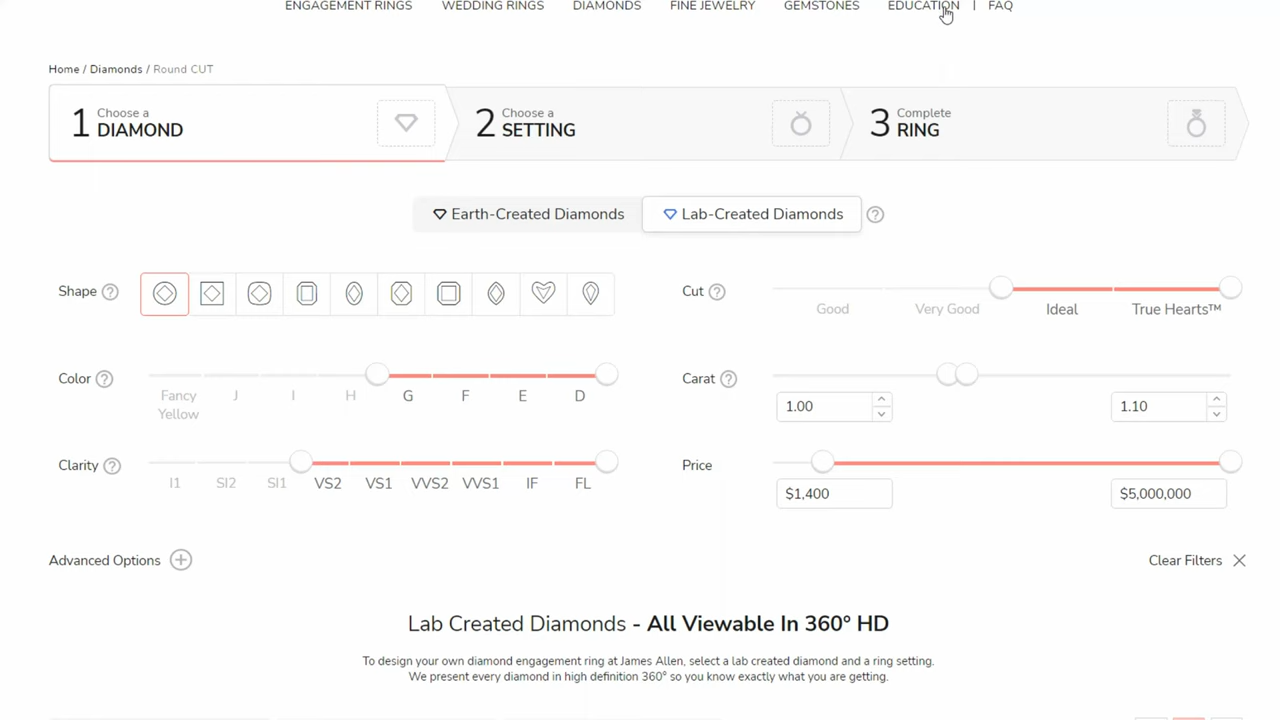 ENGAGEMENT RINGS WEDDING RINGS DIAMONDS FINE JEWELRY GEMSTONES EDUCATION | FAQ
Home / Diamonds / Round CUT
1 Choose a DIAMOND
2 Choose a SETTING
3 Complete RING
Earth-Created Diamonds Lab-Created Diamonds ?
Shape ?
Cut ?
Good Very Good Ideal True Hearts™
Color ?
Fancy Yellow J I H G F E D
Carat ?
1.00 1.10
Clarity ?
I1 SI2 SI1 VS2 VS1 VVS2 VVS1 IF FL
Price
$1,400 $5,000,000
Advanced Options
Clear Filters
Lab Created Diamonds - All Viewable In 360° HD
To design your own diamond engagement ring at James Allen, select a lab created diamond and a ring setting.
We present every diamond in high definition 360° so you know exactly what you are getting.